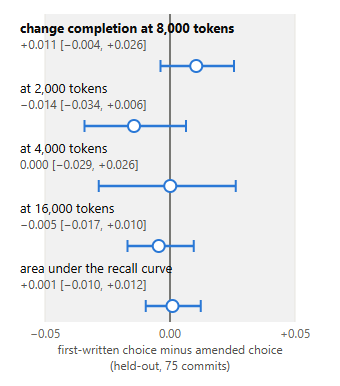 change completion at 8,000 tokens
+0.011 [−0.004, +0.026]
at 2,000 tokens
−0.014 [−0.034, +0.006]
at 4,000 tokens
0.000 [−0.029, +0.026]
at 16,000 tokens
−0.005 [−0.017, +0.010]
area under the recall curve
+0.001 [−0.010, +0.012]
−0.05 0.00 +0.05
first-written choice minus amended choice
(held-out, 75 commits)